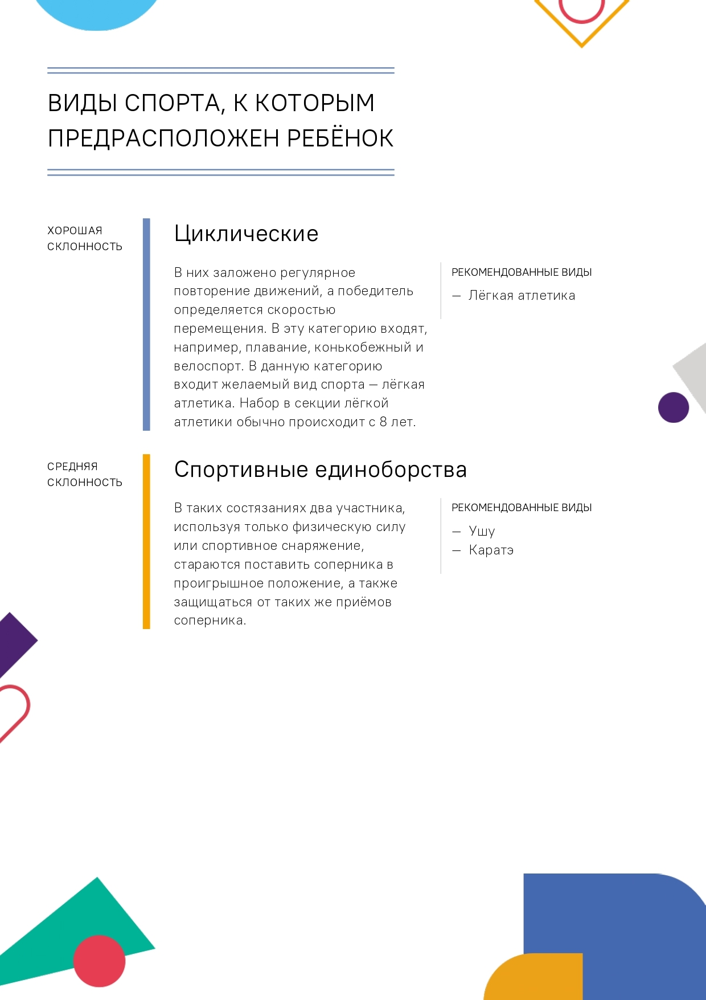 ВИДЫ СПОРТА, К КОТОРЫМ
ПРЕДРАСПОЛОЖЕН РЕБЁНОК
ХОРОШАЯ
СКЛОННОСТЬ
Циклические
В них заложено регулярное
повторение движений, а победитель
определяется скоростью
перемещения. В эту категорию входят,
например, плавание, конькобежный и
велоспорт. В данную категорию
входит желаемый вид спорта — лёгкая
атлетика. Набор в секции лёгкой
атлетики обычно происходит с 8 лет.
РЕКОМЕНДОВАННЫЕ ВИДЫ
— Лёгкая атлетика
СРЕДНЯЯ
СКЛОННОСТЬ
Спортивные единоборства
В таких состязаниях два участника,
используя только физическую силу
или спортивное снаряжение,
стараются поставить соперника в
проигрышное положение, а также
защищаться от таких же приёмов
соперника.
РЕКОМЕНДОВАННЫЕ ВИДЫ
— Ушу
— Каратэ